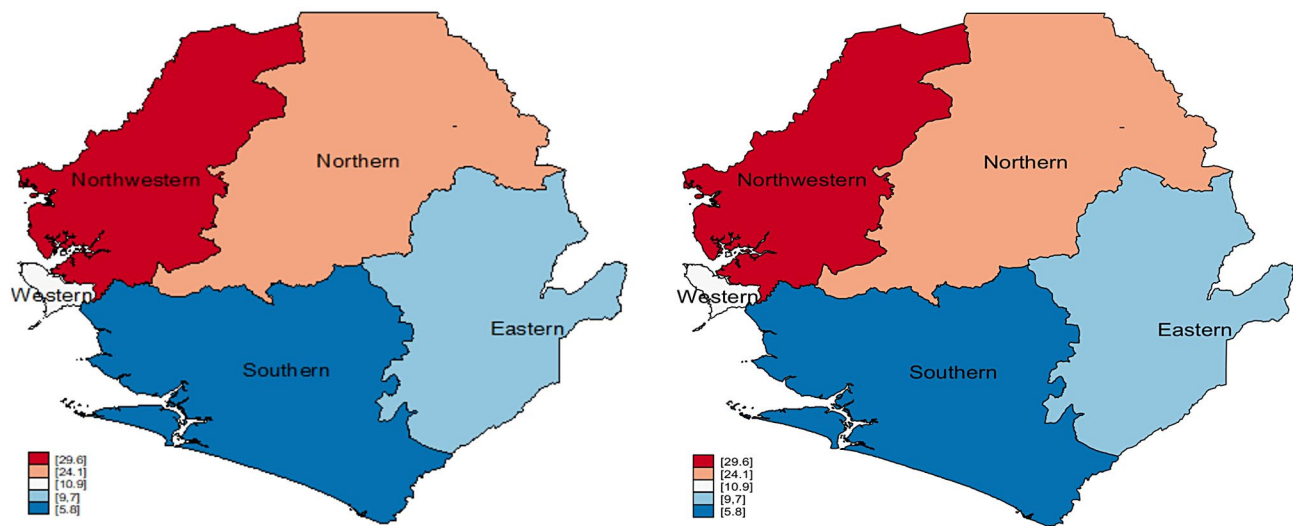 Northern
Northwestern
Western
Eastern
Southern
[29.6]
[24.1]
[10.9]
[9.7]
[5.8]
Northern
Northwestern
Western
Eastern
Southern
[29.6]
[24.1]
[10.9]
[9.7]
[5.8]